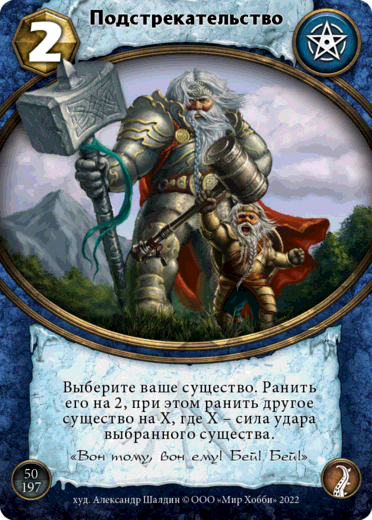 2
Подстрекательство
Выберите ваше существо. Ранить
его на 2, при этом ранить другое
существо на X, где X – сила удара
выбранного существа.
«Вон тому, вон ему! Бей! Бей!»
50
197
худ. Александр Шалдин © ООО «Мир Хобби» 2022